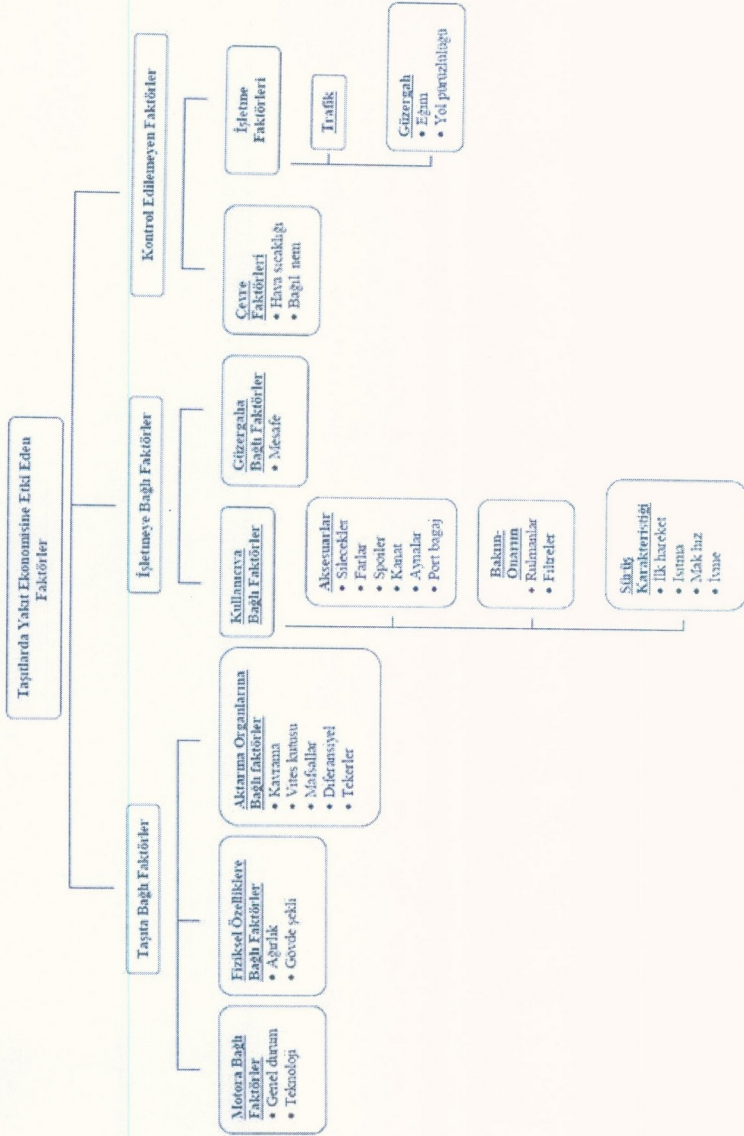 Taşıtlarda Yakıt Ekonomisine Etki Eden
Faktörler
Taşıta Bağlı Faktörler
Motora Bağlı
Faktörler
• Genel durum
• Teknoloji
Fiziksel Özelliklere
Bağlı Faktörler
• Ağırlık
• Gövde şekli
Aktarma Organlarına
Bağlı faktörler
• Kavrama
• Vites kutusu
• Mafsallar
• Diferansiyel
• Tekerler
İşletmeye Bağlı Faktörler
Kullanıcıya
Bağlı Faktörler
Aksesuarlar
• Silecekler
• Farlar
• Spoiler
• Kanat
• Aynalar
• Port bagaj
Bakım-
Onarım
• Rulmanlar
• Filtreler
Sürüş
Karakteristiği
• İlk hareket
• Isıtma
• Mak hız
• İvme
Güzergaha
Bağlı Faktörler
• Mesafe
Kontrol Edilemeyen Faktörler
Çevre
Faktörleri
• Hava sıcaklığı
• Bağıl nem
İşletme
Faktörleri
Trafik
Güzergah
• Eğim
• Yol pürüzlülüğü